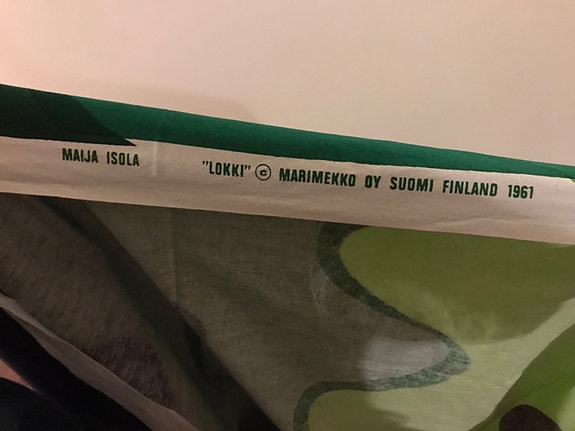 MAIJA ISOLA "LOKKI" © MARIMEKKO OY SUOMI FINLAND 1961